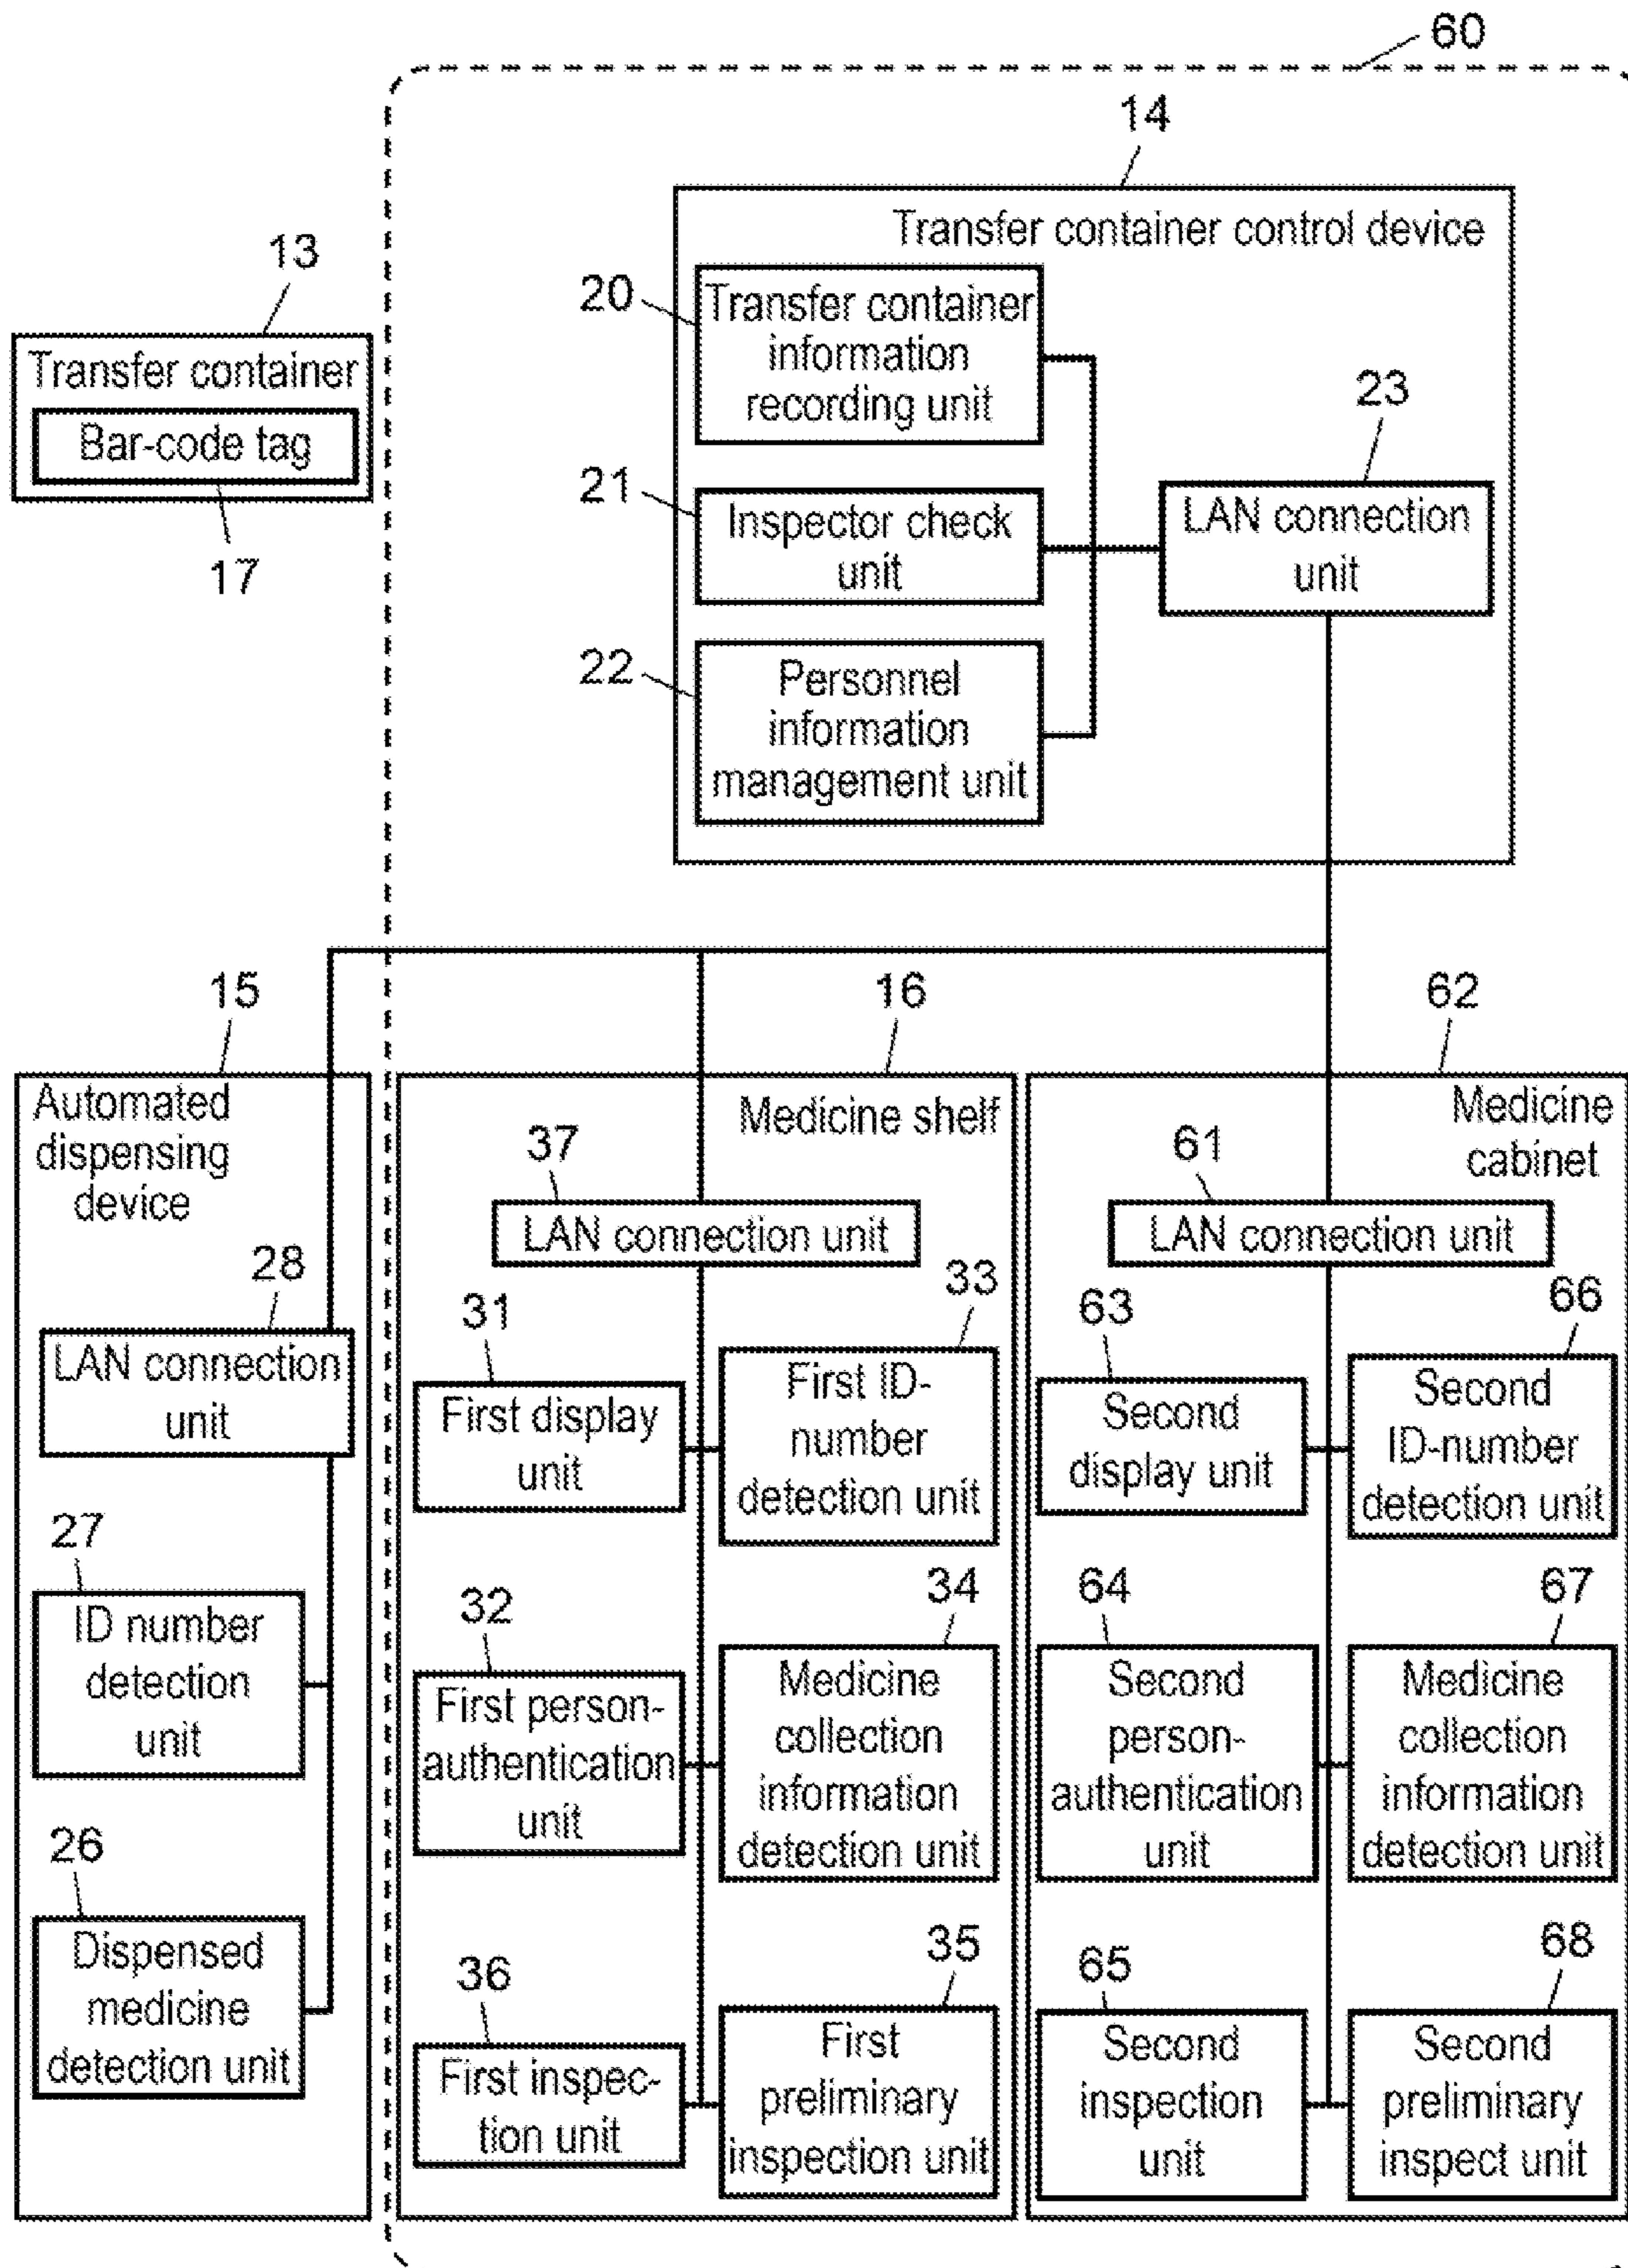 60
14
Transfer container control device
13
Transfer container
Bar-code tag
17
20
Transfer container
information
recording unit
21
Inspector check
unit
22
Personnel
information
management unit
23
LAN connection
unit
15
Automated
dispensing
device
28
LAN connection
unit
27
ID number
detection
unit
26
Dispensed
medicine
detection unit
16
Medicine shelf
37
LAN connection unit
31
First display
unit
33
First ID-
number
detection unit
32
First person-
authentication
unit
34
Medicine
collection
information
detection unit
36
First inspec-
tion unit
35
First
preliminary
inspection unit
62
Medicine
cabinet
61
LAN connection unit
63
Second
display unit
66
Second
ID-number
detection unit
64
Second
person-
authentication
unit
67
Medicine
collection
information
detection unit
65
Second
inspection
unit
68
Second
preliminary
inspect unit